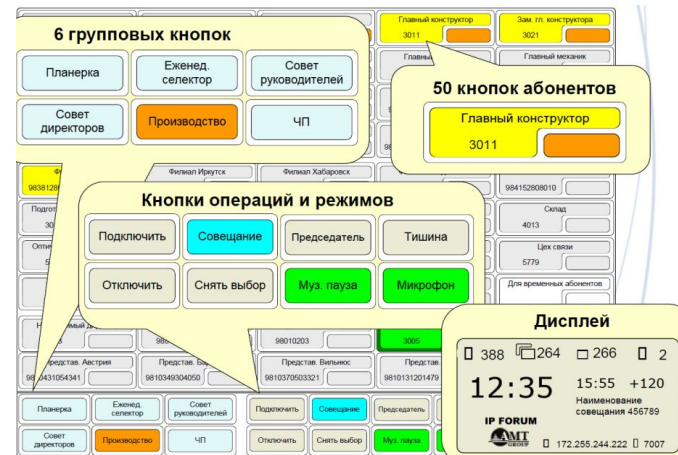 6 групповых кнопок
Планерка
Еженед.
селектор
Совет
руководителей
Совет
директоров
Производство
ЧП
Главный конструктор
3011
Зам. гл. конструктора
3021
Главный механик
50 кнопок абонентов
Главный конструктор
3011
Филиал Иркутск
Филиал Хабаровск
984152808010
Кнопки операций и режимов
Подключить
Совещание
Председатель
Тишина
Отключить
Снять выбор
Муз. пауза
Микрофон
Склад
4013
Цех связи
5779
Для временных абонентов
98010203
3005
Представ. Австрия
Представ. Вильнюс
Представ.
9810431054341
9810349304050
9810370503321
9810131201479
Дисплей
388 264 266 2
12:35
15:55 +120
Наименование
совещания 456789
IP FORUM
AMT
GROUP
172.255.244.222 7007
Планерка
Еженед.
селектор
Совет
руководителей
Подключить
Совещание
Председатель
Совет
директоров
Производство
ЧП
Отключить
Снять выбор
Муз. пауза